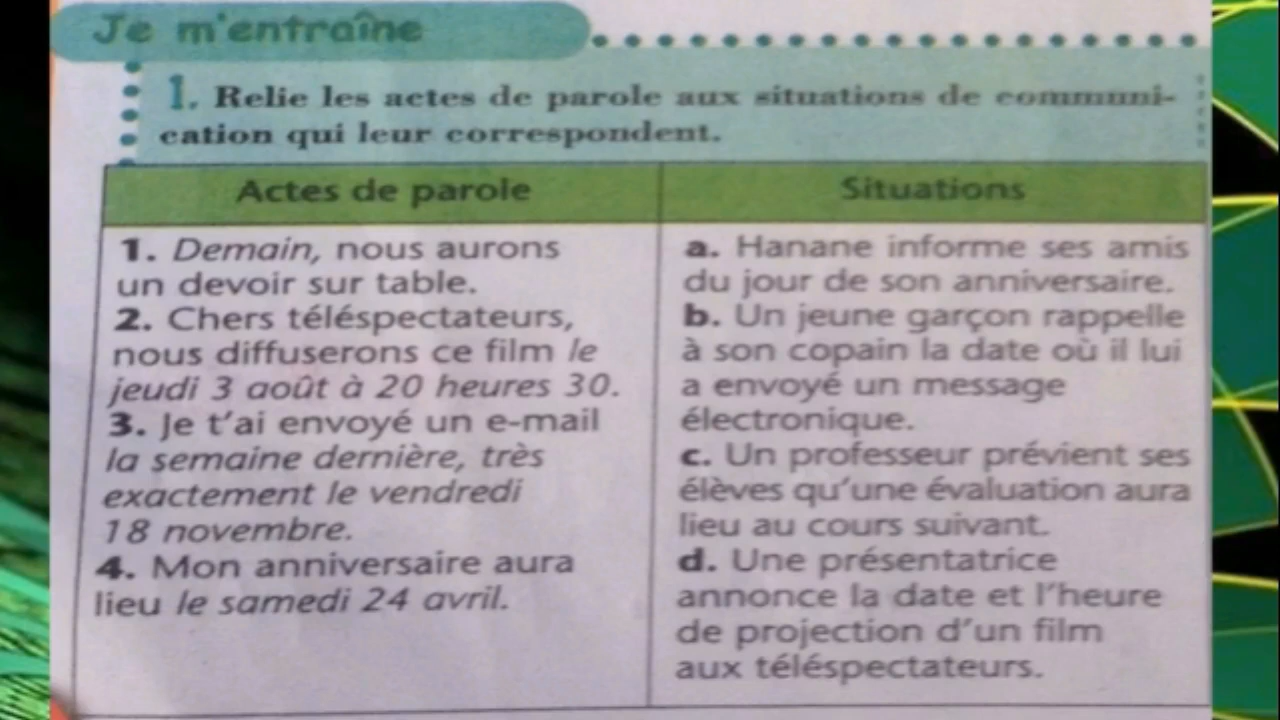 Je m'entraîne
1. Relie les actes de parole aux situations de communi-
cation qui leur correspondent.
Actes de parole
1. Demain, nous aurons
un devoir sur table.
2. Chers téléspectateurs,
nous diffuserons ce film le
jeudi 3 août à 20 heures 30.
3. Je t'ai envoyé un e-mail
la semaine dernière, très
exactement le vendredi
18 novembre.
4. Mon anniversaire aura
lieu le samedi 24 avril.
Situations
a. Hanane informe ses amis
du jour de son anniversaire.
b. Un jeune garçon rappelle
à son copain la date où il lui
a envoyé un message
électronique.
c. Un professeur prévient ses
élèves qu'une évaluation aura
lieu au cours suivant.
d. Une présentatrice
annonce la date et l'heure
de projection d'un film
aux téléspectateurs.